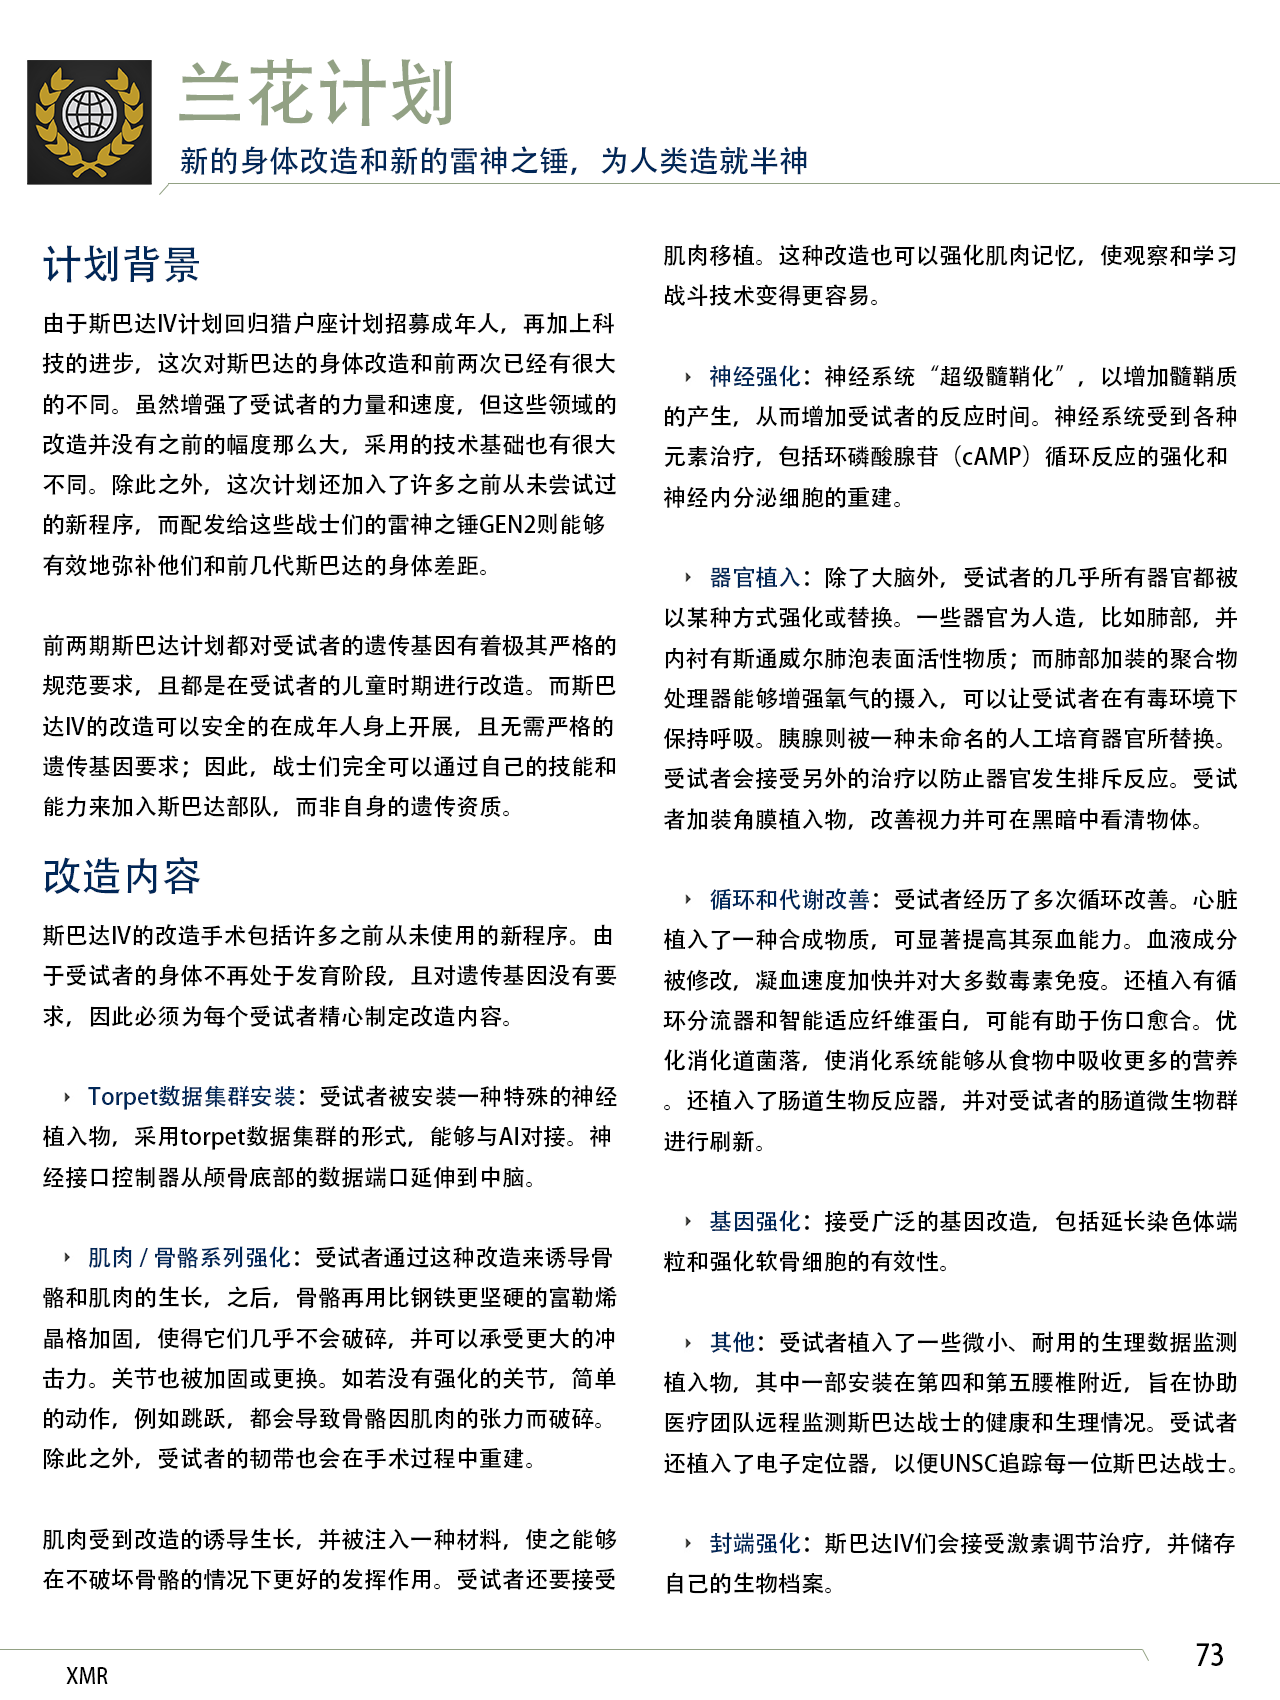 兰花计划
新的身体改造和新的雷神之锤，为人类造就半神
计划背景
由于斯巴达IV计划回归猎户座计划招募成年人，再加上科
技的进步，这次对斯巴达的身体改造和前两次已经有很大
的不同。虽然增强了受试者的力量和速度，但这些领域的
改造并没有之前的幅度那么大，采用的技术基础也有很大
不同。除此之外，这次计划还加入了许多之前从未尝试过
的新程序，而配发给这些战士们的雷神之锤GEN2则能够
有效地弥补他们和前几代斯巴达的身体差距。
前两期斯巴达计划都对受试者的遗传基因有着极其严格的
规范要求，且都是在受试者的儿童时期进行改造。而斯巴
达IV的改造可以安全的在成年人身上开展，且无需严格的
遗传基因要求；因此，战士们完全可以通过自己的技能和
能力来加入斯巴达部队，而非自身的遗传资质。
改造内容
斯巴达IV的改造手术包括许多之前从未使用的新程序。由
于受试者的身体不再处于发育阶段，且对遗传基因没有要
求，因此必须为每个受试者精心制定改造内容。
Torpet数据集群安装：受试者被安装一种特殊的神经
植入物，采用torpet数据集群的形式，能够与AI对接。神
经接口控制器从颅骨底部的数据端口延伸到中脑。
肌肉 / 骨骼系列强化：受试者通过这种改造来诱导骨
骼和肌肉的生长，之后，骨骼再用比钢铁更坚硬的富勒烯
晶格加固，使得它们几乎不会破碎，并可以承受更大的冲
击力。关节也被加固或更换。如若没有强化的关节，简单
的动作，例如跳跃，都会导致骨骼因肌肉的张力而破碎。
除此之外，受试者的韧带也会在手术过程中重建。
肌肉受到改造的诱导生长，并被注入一种材料，使之能够
在不破坏骨骼的情况下更好的发挥作用。受试者还要接受
肌肉移植。这种改造也可以强化肌肉记忆，使观察和学习
战斗技术变得更容易。
神经强化：神经系统“超级髓鞘化”，以增加髓鞘质
的产生，从而增加受试者的反应时间。神经系统受到各种
元素治疗，包括环磷酸腺苷（cAMP）循环反应的强化和
神经内分泌细胞的重建。
器官植入：除了大脑外，受试者的几乎所有器官都被
以某种方式强化或替换。一些器官为人造，比如肺部，并
内衬有斯通威尔肺泡表面活性物质；而肺部加装的聚合物
处理器能够增强氧气的摄入，可以让受试者在有毒环境下
保持呼吸。胰腺则被一种未命名的人工培育器官所替换。
受试者会接受另外的治疗以防止器官发生排斥反应。受试
者加装角膜植入物，改善视力并可在黑暗中看清物体。
循环和代谢改善：受试者经历了多次循环改善。心脏
植入了一种合成物质，可显著提高其泵血能力。血液成分
被修改，凝血速度加快并对大多数毒素免疫。还植入有循
环分流器和智能适应纤维蛋白，可能有助于伤口愈合。优
化消化道菌落，使消化系统能够从食物中吸收更多的营养
。还植入了肠道生物反应器，并对受试者的肠道微生物群
进行刷新。
基因强化：接受广泛的基因改造，包括延长染色体端
粒和强化软骨细胞的有效性。
其他：受试者植入了一些微小、耐用的生理数据监测
植入物，其中一部安装在第四和第五腰椎附近，旨在协助
医疗团队远程监测斯巴达战士的健康和生理情况。受试者
还植入了电子定位器，以便UNSC追踪每一位斯巴达战士。
封端强化：斯巴达IV们会接受激素调节治疗，并储存
自己的生物档案。
73
XMR